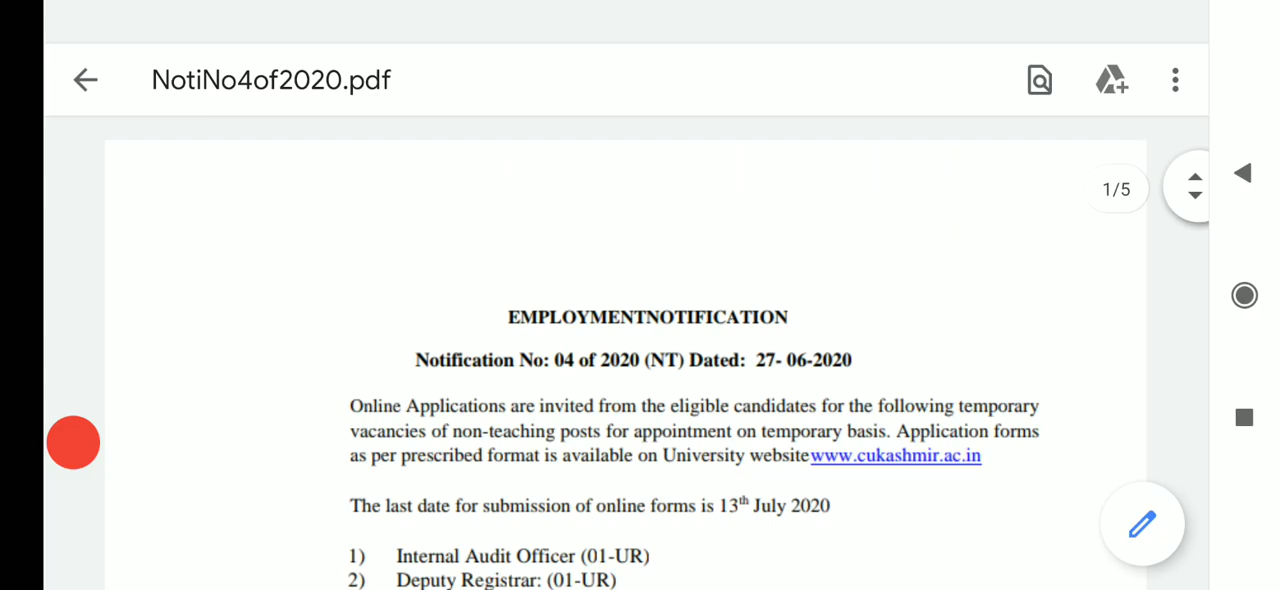 NotiNo4of2020.pdf
1/5
EMPLOYMENTNOTIFICATION
Notification No: 04 of 2020 (NT) Dated: 27- 06-2020
Online Applications are invited from the eligible candidates for the following temporary
vacancies of non-teaching posts for appointment on temporary basis. Application forms
as per prescribed format is available on University websitewww.cukashmir.ac.in
The last date for submission of online forms is 13th July 2020
1) Internal Audit Officer (01-UR)
2) Deputy Registrar: (01-UR)